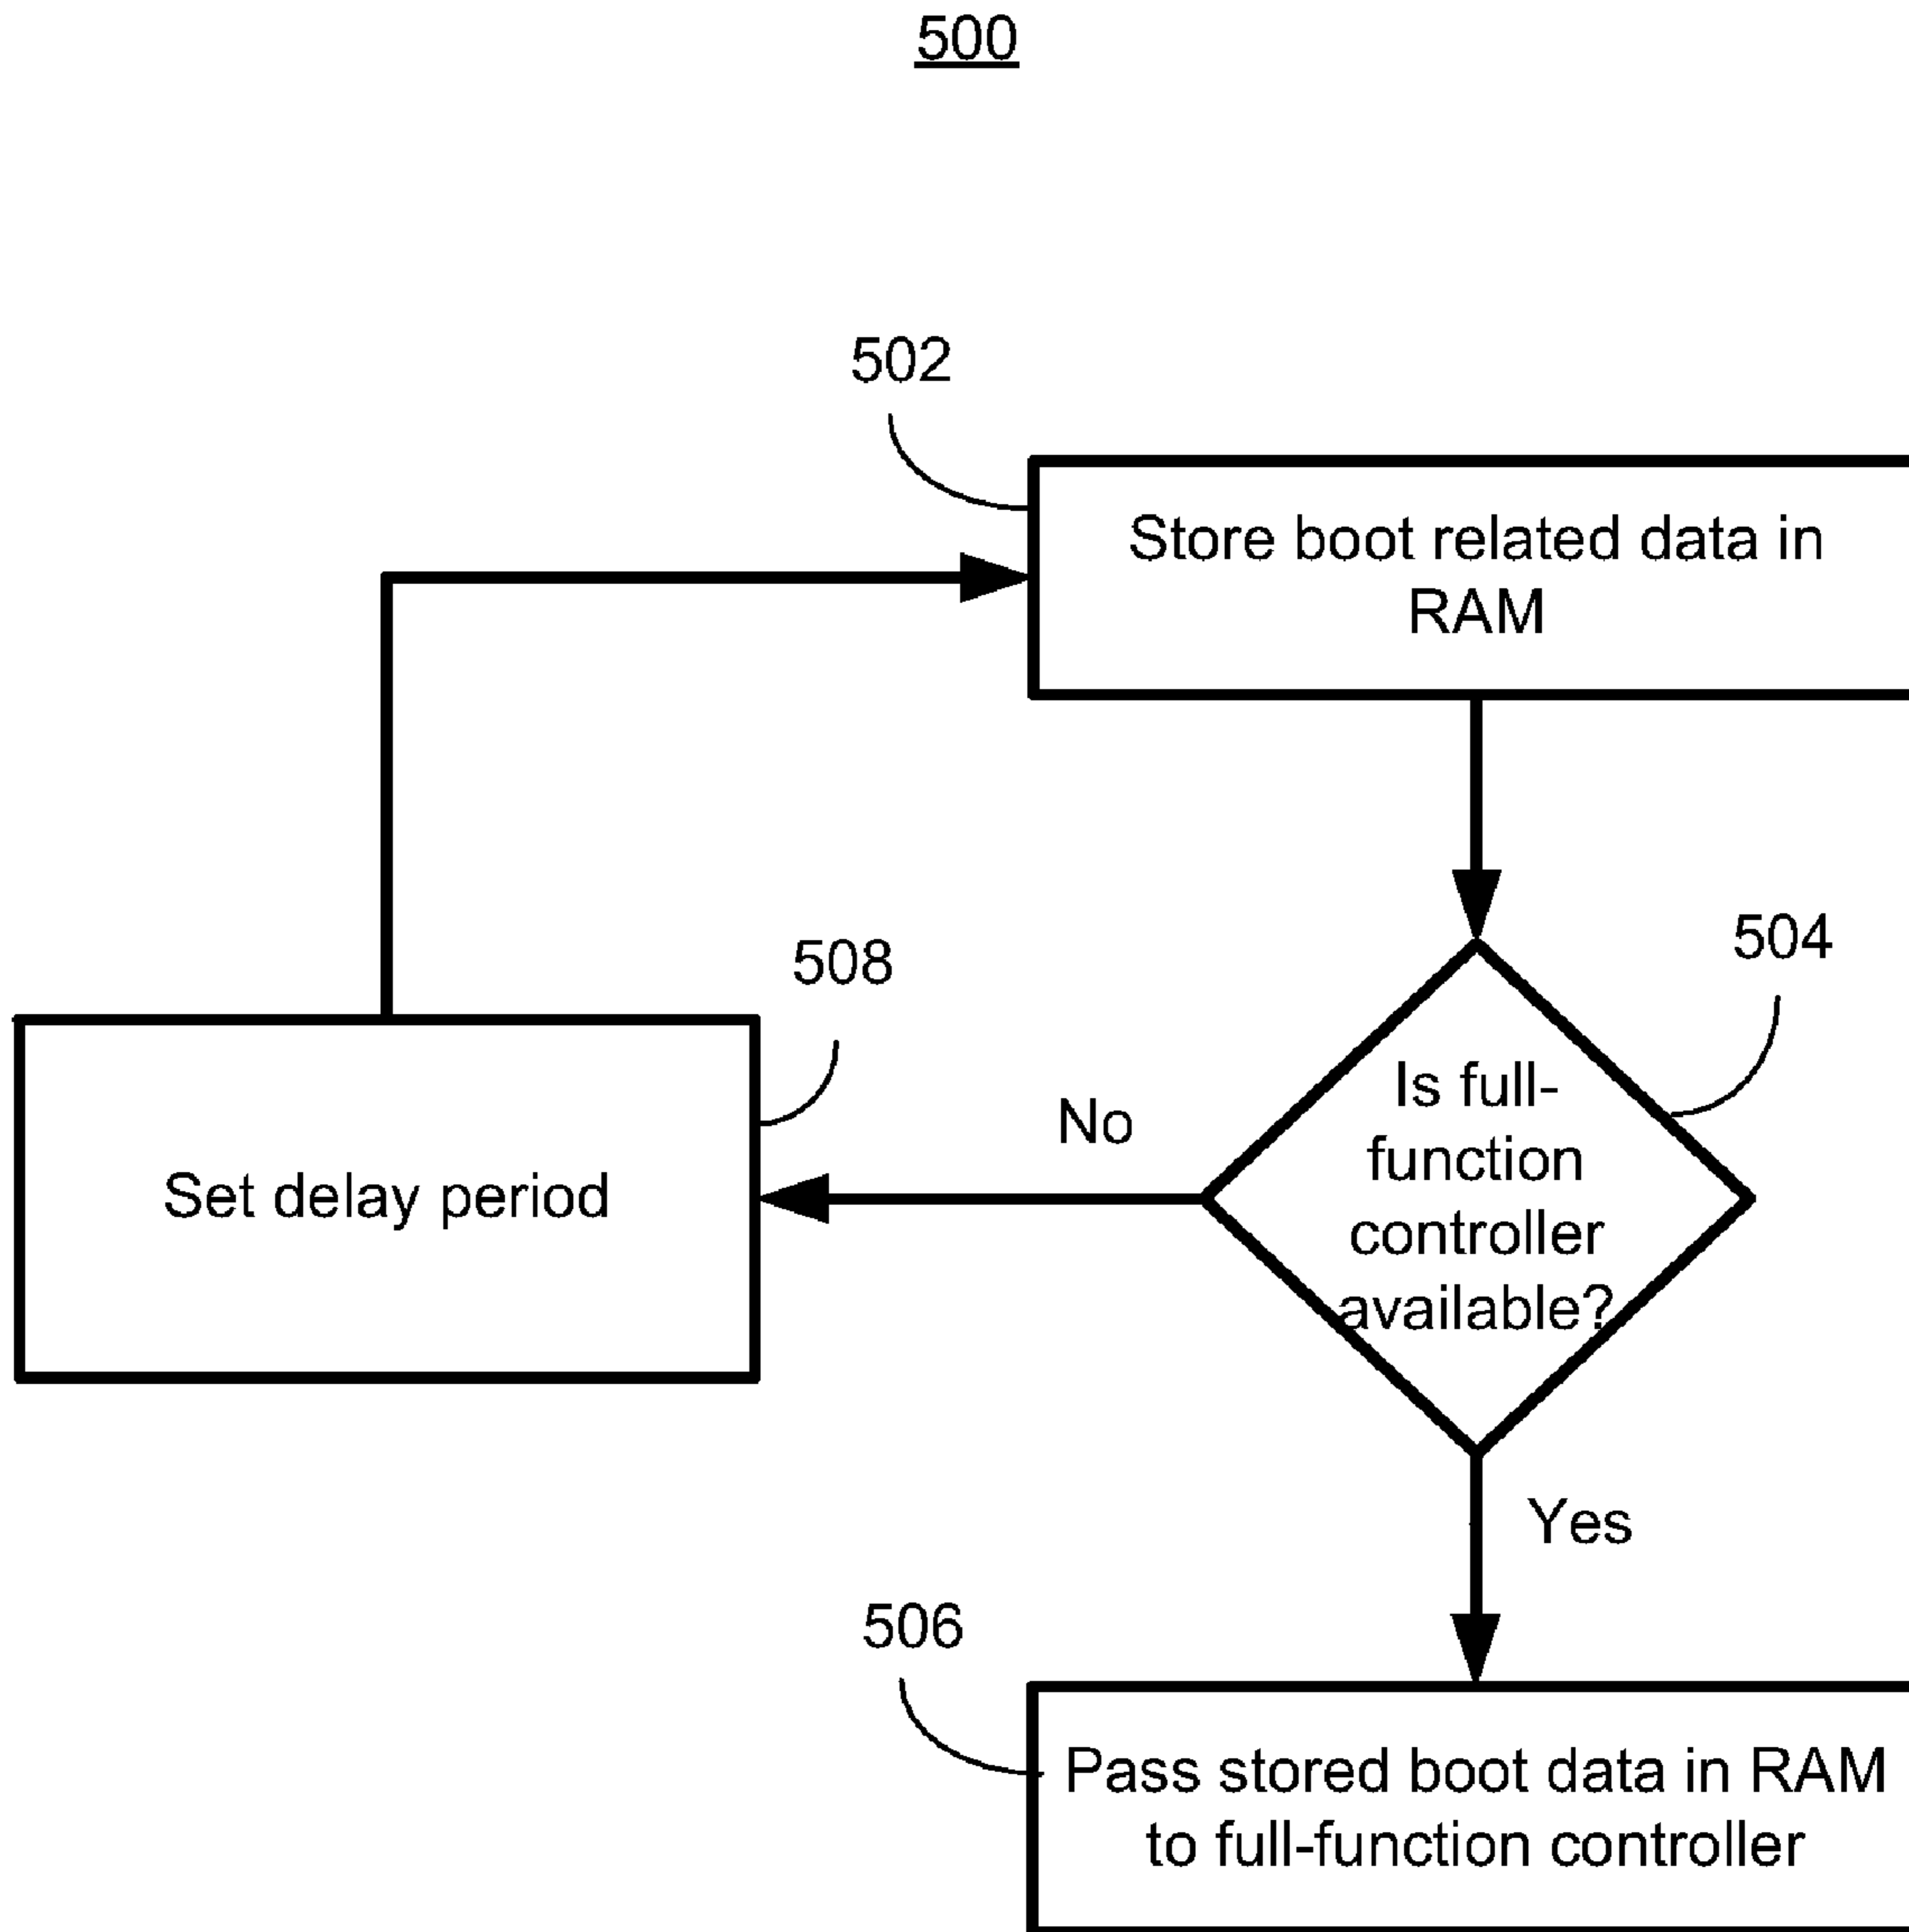 500
502
Store boot related data in
RAM
508
504
Is full-
function
controller
available?
No
Set delay period
Yes
506
Pass stored boot data in RAM
to full-function controller